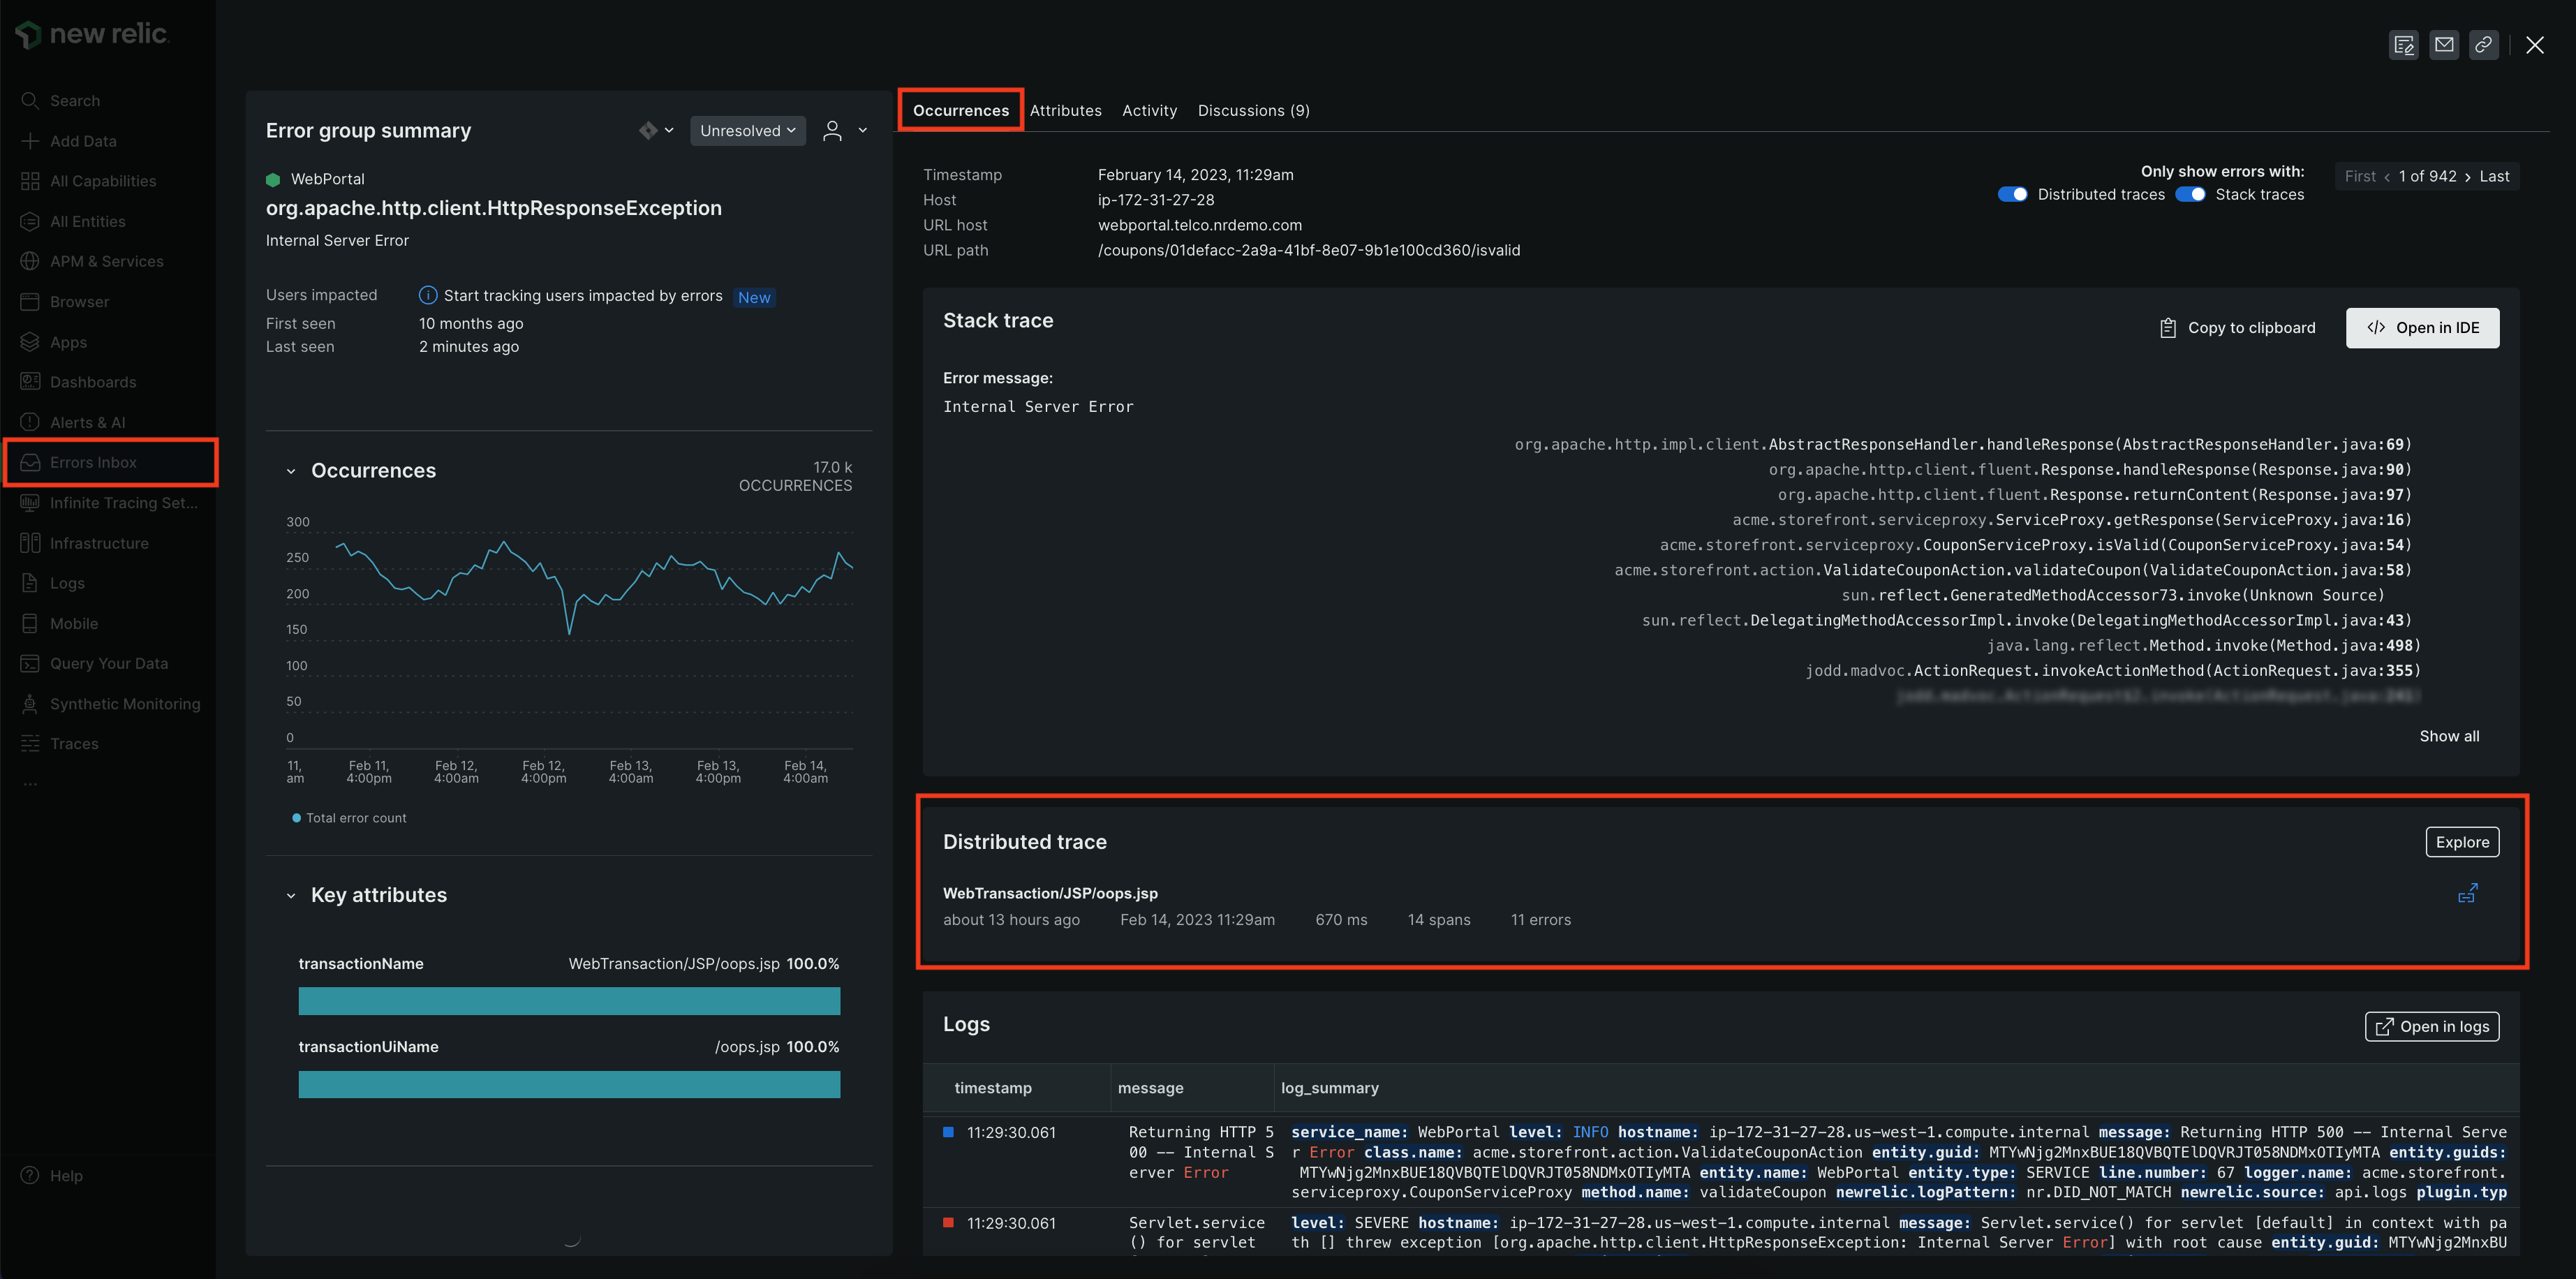 new relic
Search
Add Data
All Capabilities
All Entities
APM & Services
Browser
Apps
Dashboards
Alerts & AI
Errors Inbox
Infinite Tracing Set...
Infrastructure
Logs
Mobile
Query Your Data
Synthetic Monitoring
Traces
...
Help
Error group summary
Unresolved
WebPortal
org.apache.http.client.HttpResponseException
Internal Server Error
Users impacted Start tracking users impacted by errors New
First seen 10 months ago
Last seen 2 minutes ago
Occurrences
17.0 k
OCCURRENCES
300
250
200
150
100
50
0
11, am
Feb 11, 4:00pm
Feb 12, 4:00am
Feb 12, 4:00pm
Feb 13, 4:00am
Feb 13, 4:00pm
Feb 14, 4:00am
Total error count
Key attributes
transactionName WebTransaction/JSP/oops.jsp 100.0%
transactionUiName /oops.jsp 100.0%
Occurrences Attributes Activity Discussions (9)
Timestamp February 14, 2023, 11:29am
Host ip-172-31-27-28
URL host webportal.telco.nrdemo.com
URL path /coupons/01defacc-2a9a-41bf-8e07-9b1e100cd360/isvalid
Only show errors with:
Distributed traces Stack traces
First < 1 of 942 > Last
Stack trace
Copy to clipboard
</> Open in IDE
Error message:
Internal Server Error
org.apache.http.impl.client.AbstractResponseHandler.handleResponse(AbstractResponseHandler.java:69)
org.apache.http.client.fluent.Response.handleResponse(Response.java:90)
org.apache.http.client.fluent.Response.returnContent(Response.java:97)
acme.storefront.serviceproxy.ServiceProxy.getResponse(ServiceProxy.java:16)
acme.storefront.serviceproxy.CouponServiceProxy.isValid(CouponServiceProxy.java:54)
acme.storefront.action.ValidateCouponAction.validateCoupon(ValidateCouponAction.java:58)
sun.reflect.GeneratedMethodAccessor73.invoke(Unknown Source)
sun.reflect.DelegatingMethodAccessorImpl.invoke(DelegatingMethodAccessorImpl.java:43)
java.lang.reflect.Method.invoke(Method.java:498)
jodd.madvoc.ActionRequest.invokeActionMethod(ActionRequest.java:355)
Show all
Distributed trace
Explore
WebTransaction/JSP/oops.jsp
about 13 hours ago Feb 14, 2023 11:29am 670 ms 14 spans 11 errors
Logs
Open in logs
timestamp message log_summary
11:29:30.061
Returning HTTP 5
00 -- Internal S
erver Error
service_name: WebPortal level: INFO hostname: ip-172-31-27-28.us-west-1.compute.internal message: Returning HTTP 500 -- Internal Serve
r Error class.name: acme.storefront.action.ValidateCouponAction entity.guid: MTYwNjg2MnxBUE18QVBQTElDQVRJT058NDMxOTIyMTA entity.guids:
MTYwNjg2MnxBUE18QVBQTElDQVRJT058NDMxOTIyMTA entity.name: WebPortal entity.type: SERVICE line.number: 67 logger.name: acme.storefront.
serviceproxy.CouponServiceProxy method.name: validateCoupon newrelic.logPattern: nr.DID_NOT_MATCH newrelic.source: api.logs plugin.typ
11:29:30.061
Servlet.service
() for servlet
level: SEVERE hostname: ip-172-31-27-28.us-west-1.compute.internal message: Servlet.service() for servlet [default] in context with pa
th [] threw exception [org.apache.http.client.HttpResponseException: Internal Server Error] with root cause entity.guid: MTYwNjg2MnxBU